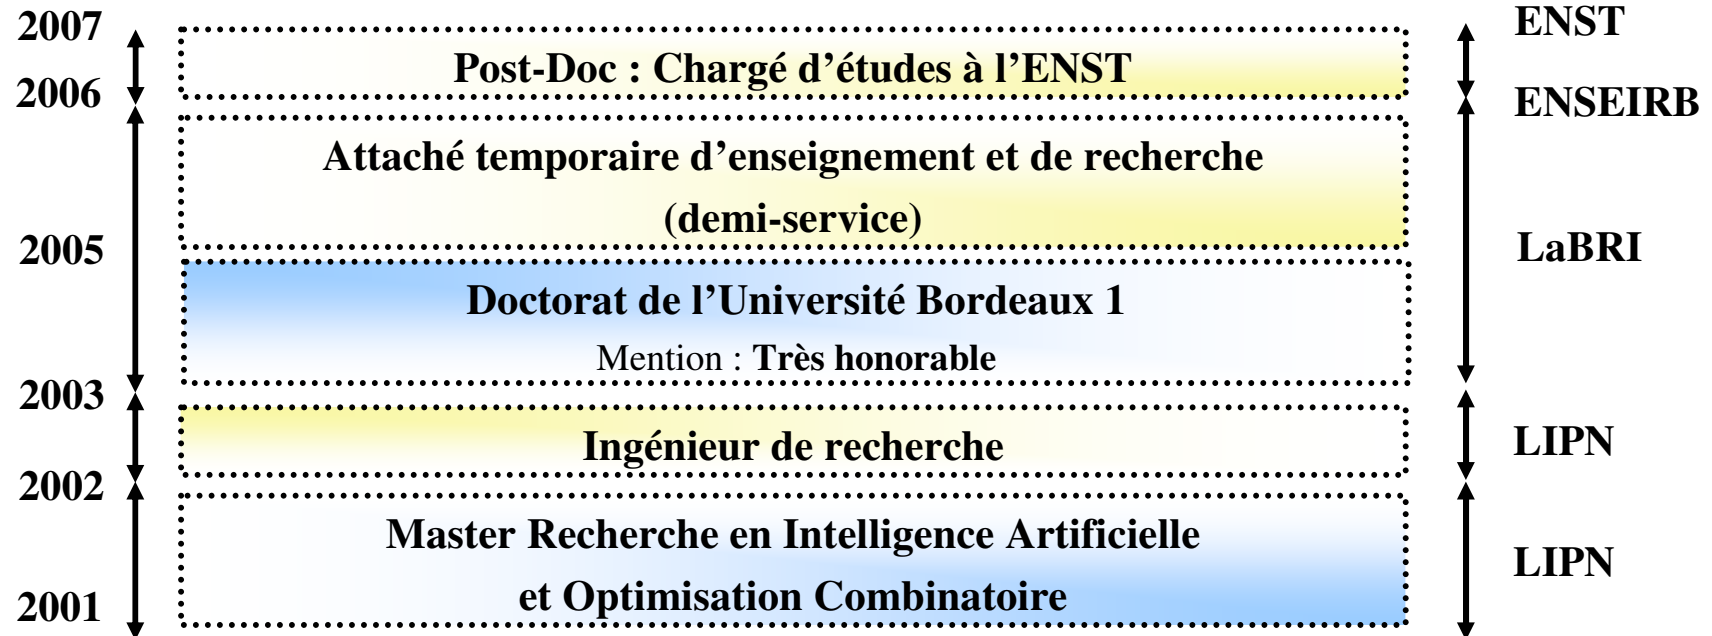 2007
ENST
Post-Doc : Chargé d’études à l’ENST
2006
ENSEIRB
Attaché temporaire d’enseignement et de recherche
(demi-service)
2005
LaBRI
Doctorat de l’Université Bordeaux 1
Mention : Très honorable
2003
Ingénieur de recherche
LIPN
2002
Master Recherche en Intelligence Artificielle
et Optimisation Combinatoire
LIPN
2001